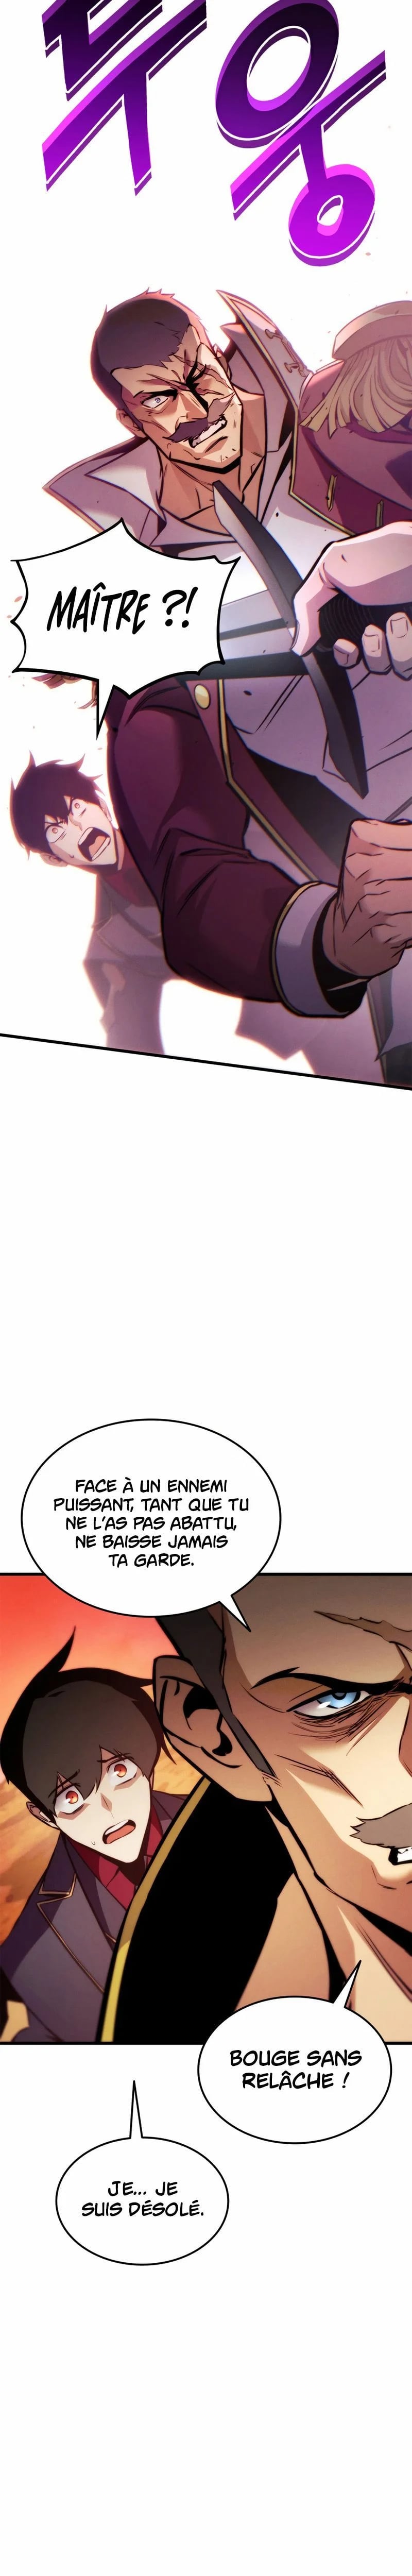 두웅
MAÎTRE ?!
FACE À UN ENNEMI
PUISSANT, TANT QUE TU
NE L'AS PAS ABATTU,
NE BAISSE JAMAIS
TA GARDE.
BOUGE SANS
RELÂCHE !
JE... JE
SUIS DÉSOLÉ.